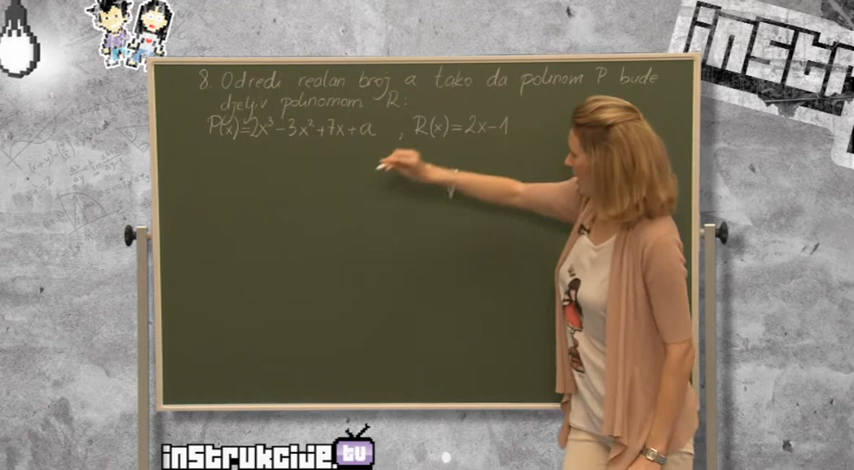 8. Odredi realan broj a tako da polinom P bude
djeljiv polinomom R:
P(x)=2x³-3x²+7x+a , R(x)=2x-1
instrukcije.tv